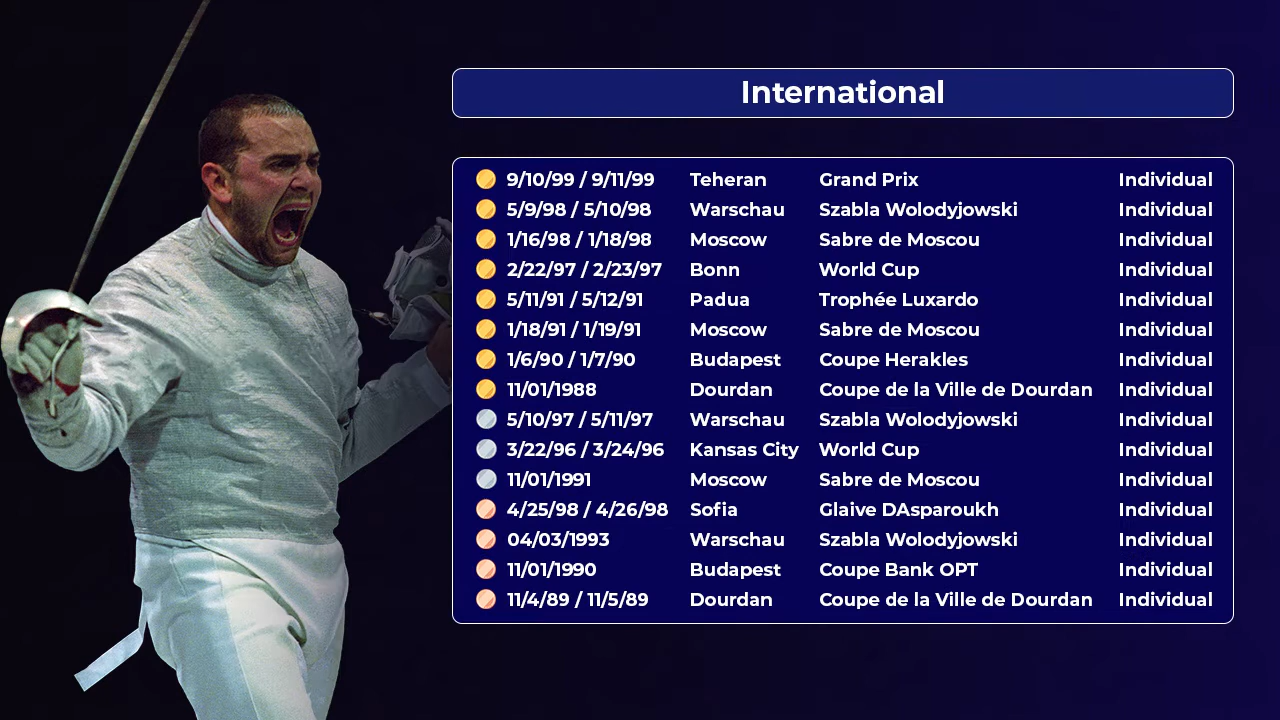 International
9/10/99 / 9/11/99 Teheran Grand Prix Individual
5/9/98 / 5/10/98 Warschau Szabla Wolodyjowski Individual
1/16/98 / 1/18/98 Moscow Sabre de Moscou Individual
2/22/97 / 2/23/97 Bonn World Cup Individual
5/11/91 / 5/12/91 Padua Trophée Luxardo Individual
1/18/91 / 1/19/91 Moscow Sabre de Moscou Individual
1/6/90 / 1/7/90 Budapest Coupe Herakles Individual
11/01/1988 Dourdan Coupe de la Ville de Dourdan Individual
5/10/97 / 5/11/97 Warschau Szabla Wolodyjowski Individual
3/22/96 / 3/24/96 Kansas City World Cup Individual
11/01/1991 Moscow Sabre de Moscou Individual
4/25/98 / 4/26/98 Sofia Glaive DAsparoukh Individual
04/03/1993 Warschau Szabla Wolodyjowski Individual
11/01/1990 Budapest Coupe Bank OPT Individual
11/4/89 / 11/5/89 Dourdan Coupe de la Ville de Dourdan Individual